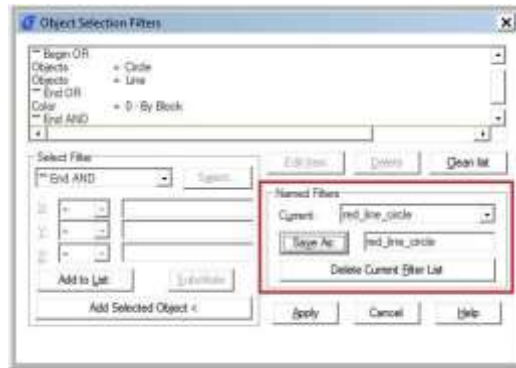 Object Selection Filters
** Begin OR
Objects = Circle
Objects = Line
** End OR
Color = 0 - By Block
** End AND
Select Filter
** End AND
Select...
X:
Y:
Z:
Add to List:
Substitute
Add Selected Object <
Edit Item
Delete
Clean list
Named Filters
Current: red_line_circle
Save As: red_line_circle
Delete Current Filter List
Apply
Cancel
Help